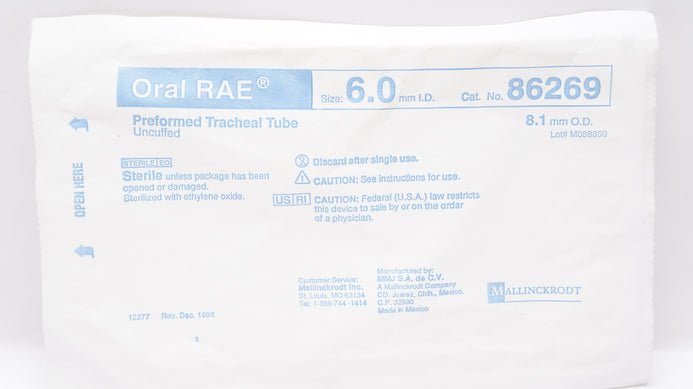 Oral RAE®
Size: 6.0 mm I.D. Cat. No. 86269
Preformed Tracheal Tube
Uncuffed
8.1 mm O.D.
Lot# M088850
OPEN HERE
STERILE EO
Sterile unless package has been
opened or damaged.
Sterilized with ethylene oxide.
Discard after single use.
CAUTION: See instructions for use.
US RI CAUTION: Federal (U.S.A.) law restricts
this device to sale by or on the order
of a physician.
Customer Service:
Mallinckrodt Inc.
St. Louis, MO 63134
Tel: 1-888-744-1414
Manufactured by:
MMJ S.A. de C.V.
A Mallinckrodt Company
CD. Juarez, Chih., Mexico.
C.P. 32580
Made in Mexico
MALLINCKRODT
12277 Rev. Dec, 1998